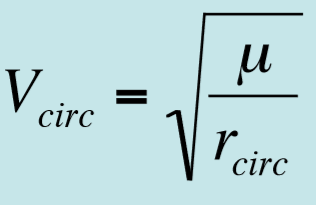 V_circ = √(μ / r_circ)